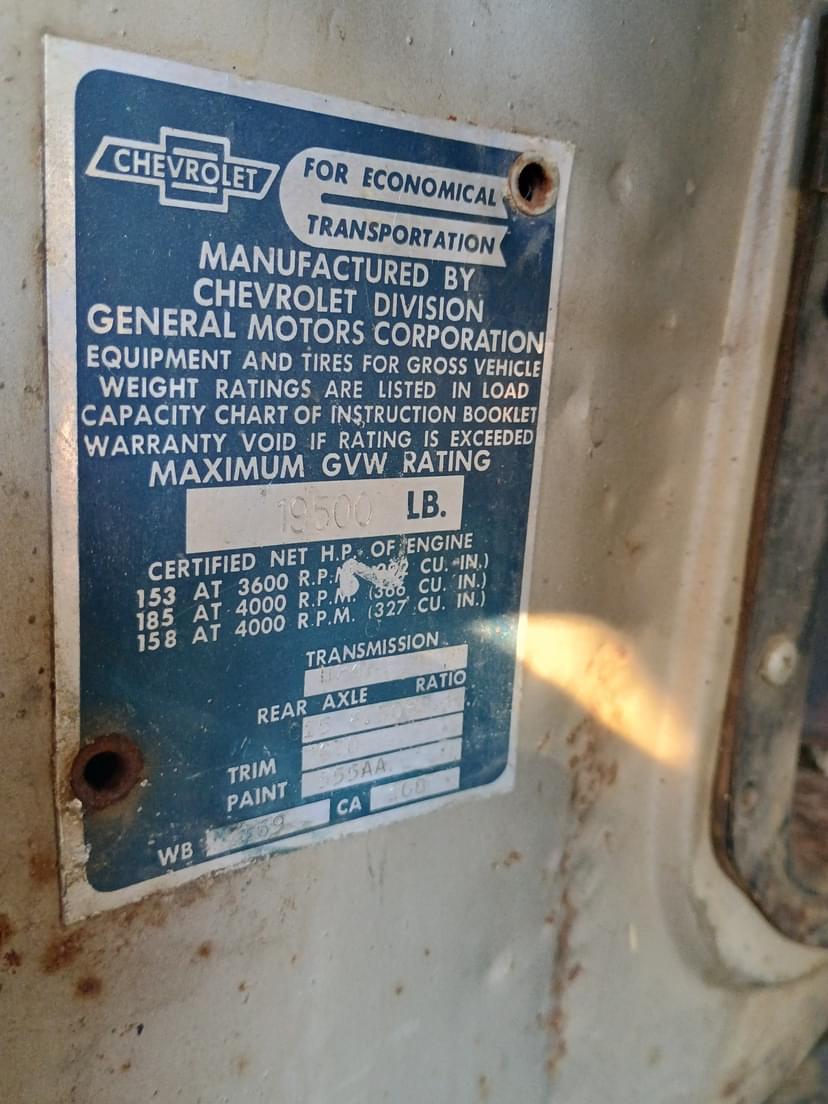 CHEVROLET
FOR ECONOMICAL
TRANSPORTATION
MANUFACTURED BY
CHEVROLET DIVISION
GENERAL MOTORS CORPORATION
EQUIPMENT AND TIRES FOR GROSS VEHICLE
WEIGHT RATINGS ARE LISTED IN LOAD
CAPACITY CHART OF INSTRUCTION BOOKLET
WARRANTY VOID IF RATING IS EXCEEDED
MAXIMUM GVW RATING
19500 LB.
CERTIFIED NET H.P. OF ENGINE
153 AT 3600 R.P.M. CU. IN.)
185 AT 4000 R.P.M. (366 CU. IN.)
158 AT 4000 R.P.M. (327 CU. IN.)
TRANSMISSION
REAR AXLE RATIO
TRIM
PAINT 555AA
WB CA